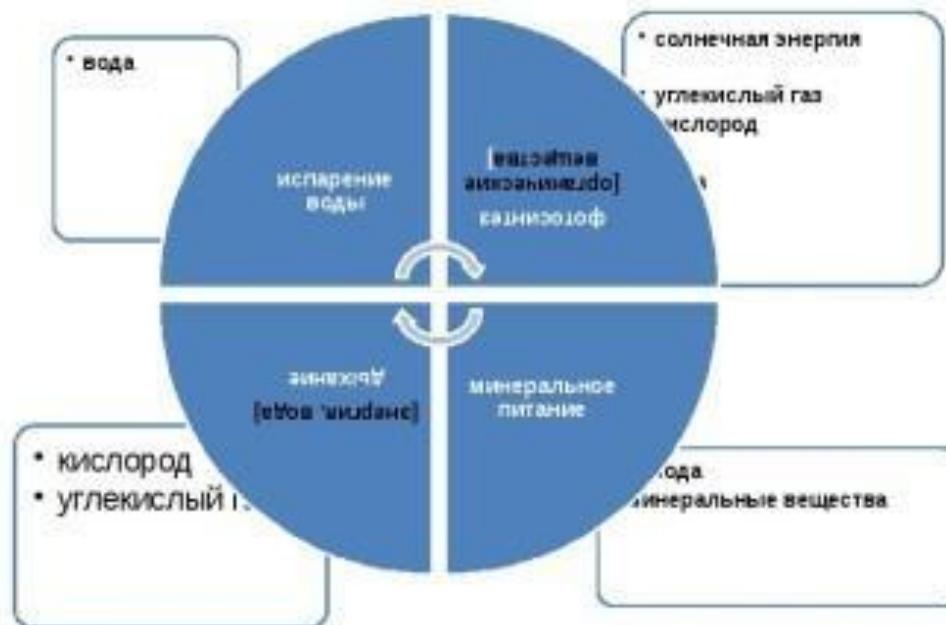 • вода
испарение
воды
• солнечная энергия
углекислый газ
кислород
[органические
вещества]
фотосинтез
дыхание
[энергия, вода]
минеральное
питание
• кислород
• углекислый
вода
минеральные вещества